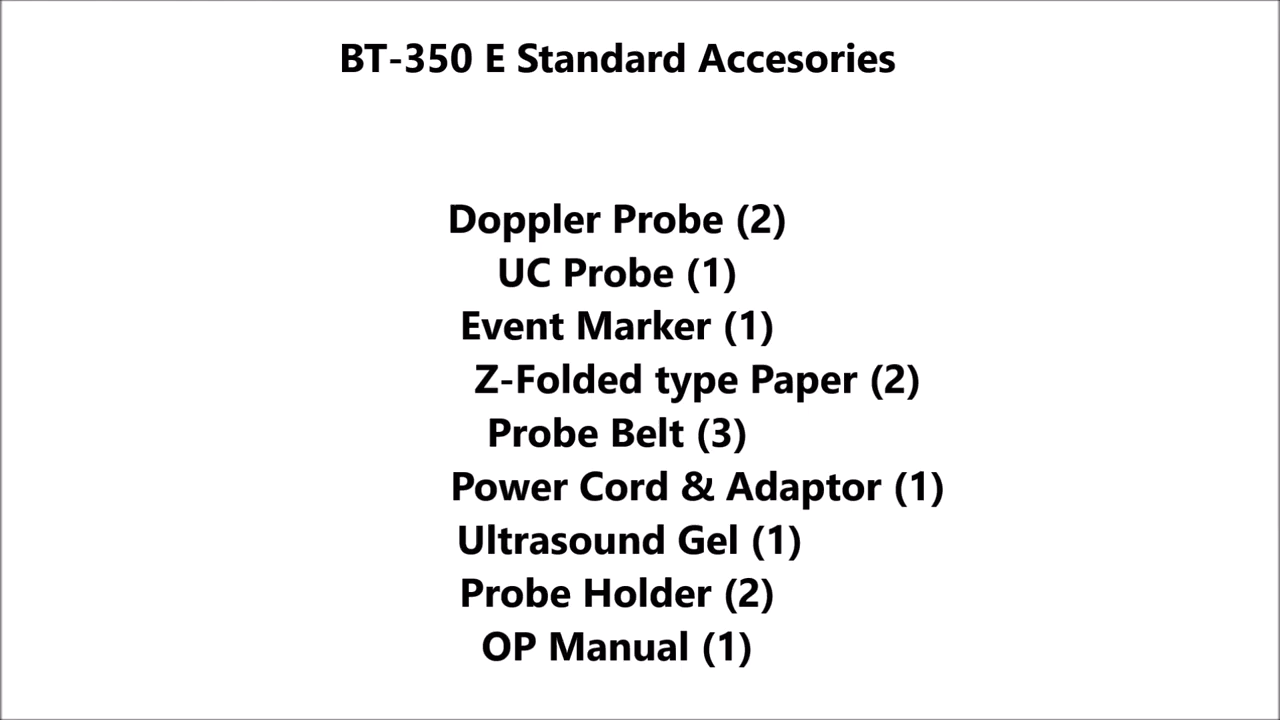 BT-350 E Standard Accesories
Doppler Probe (2)
UC Probe (1)
Event Marker (1)
Z-Folded type Paper (2)
Probe Belt (3)
Power Cord & Adaptor (1)
Ultrasound Gel (1)
Probe Holder (2)
OP Manual (1)